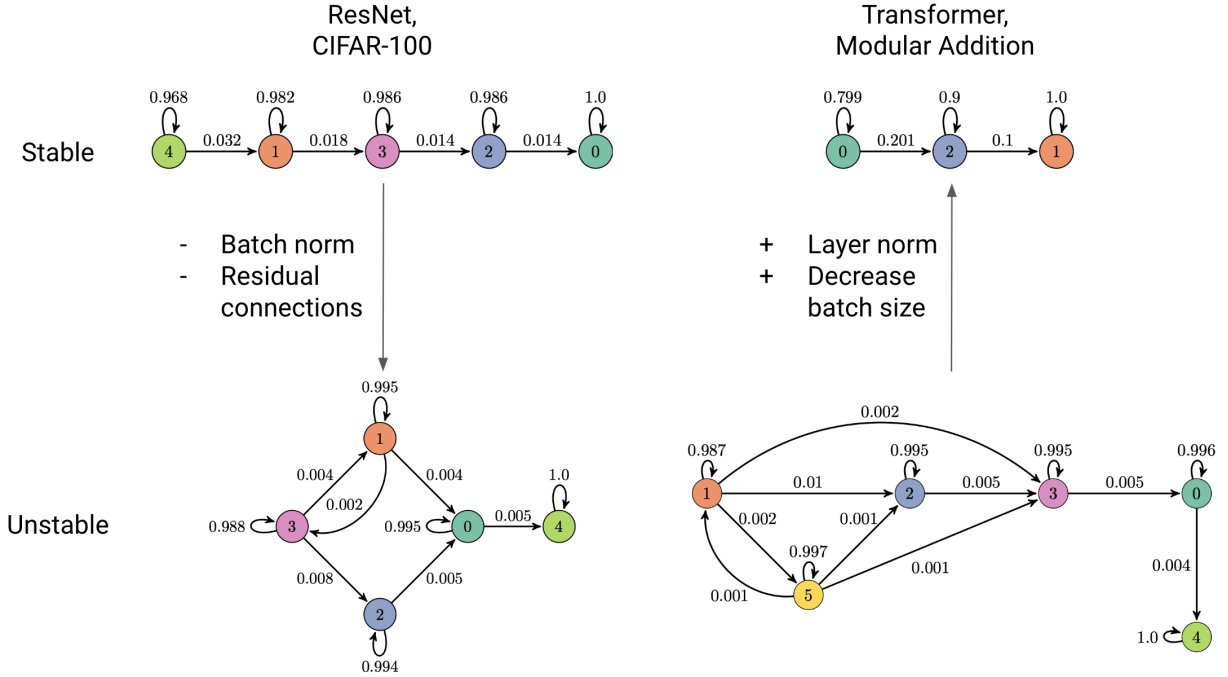 ResNet,
CIFAR-100
Transformer,
Modular Addition
Stable
0.968 0.982 0.986 0.986 1.0
4 0.032 1 0.018 3 0.014 2 0.014 0
0.799 0.9 1.0
0 0.201 2 0.1 1
- Batch norm
- Residual
connections
+ Layer norm
+ Decrease
batch size
Unstable
0.995
1
0.004 0.002 0.004
1.0
0.988 3 0.995 0 0.005 4
0.008 0.005
2
0.994
0.002
0.987 0.995 0.995 0.996
1 0.01 2 0.005 3 0.005 0
0.002 0.001
0.997
0.001 5 0.001
0.004
1.0 4